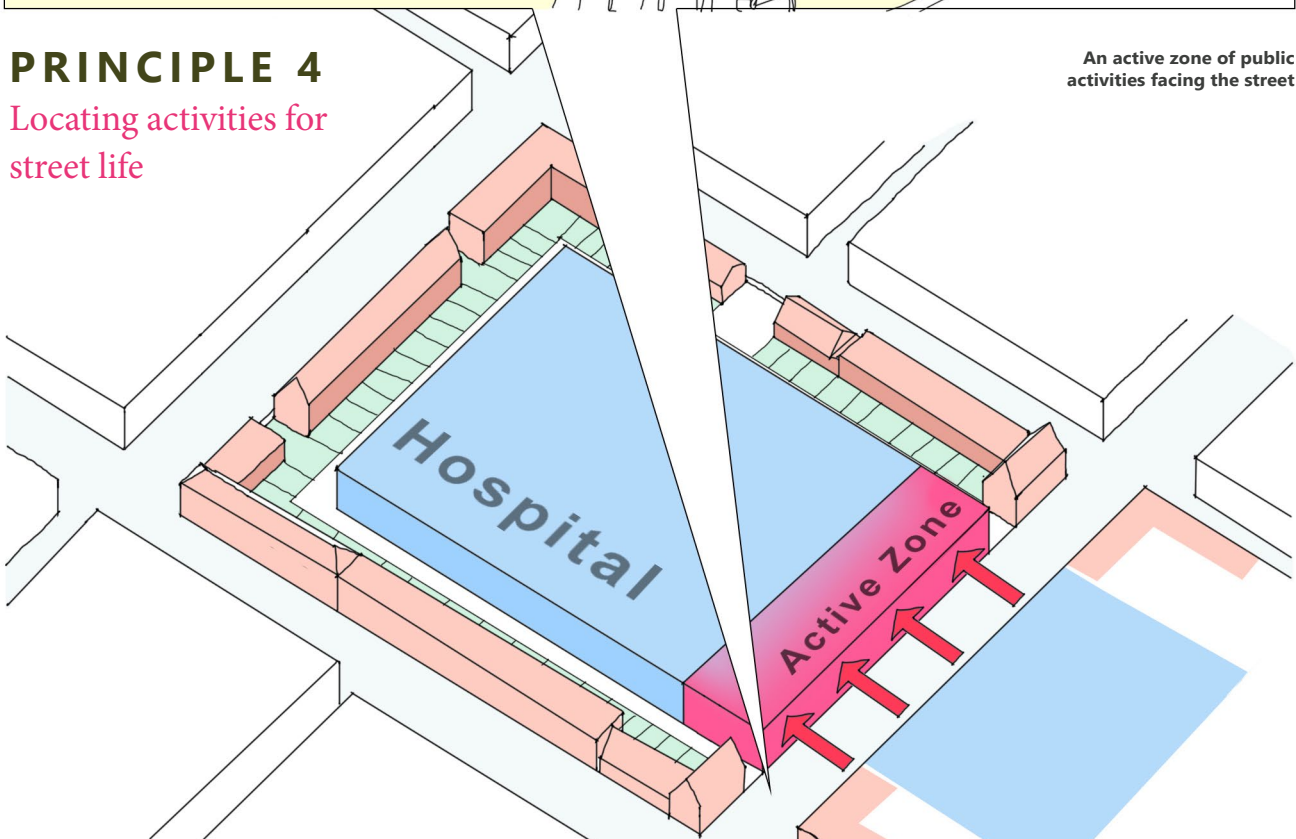 PRINCIPLE 4
Locating activities for
street life
An active zone of public
activities facing the street
Hospital
Active Zone